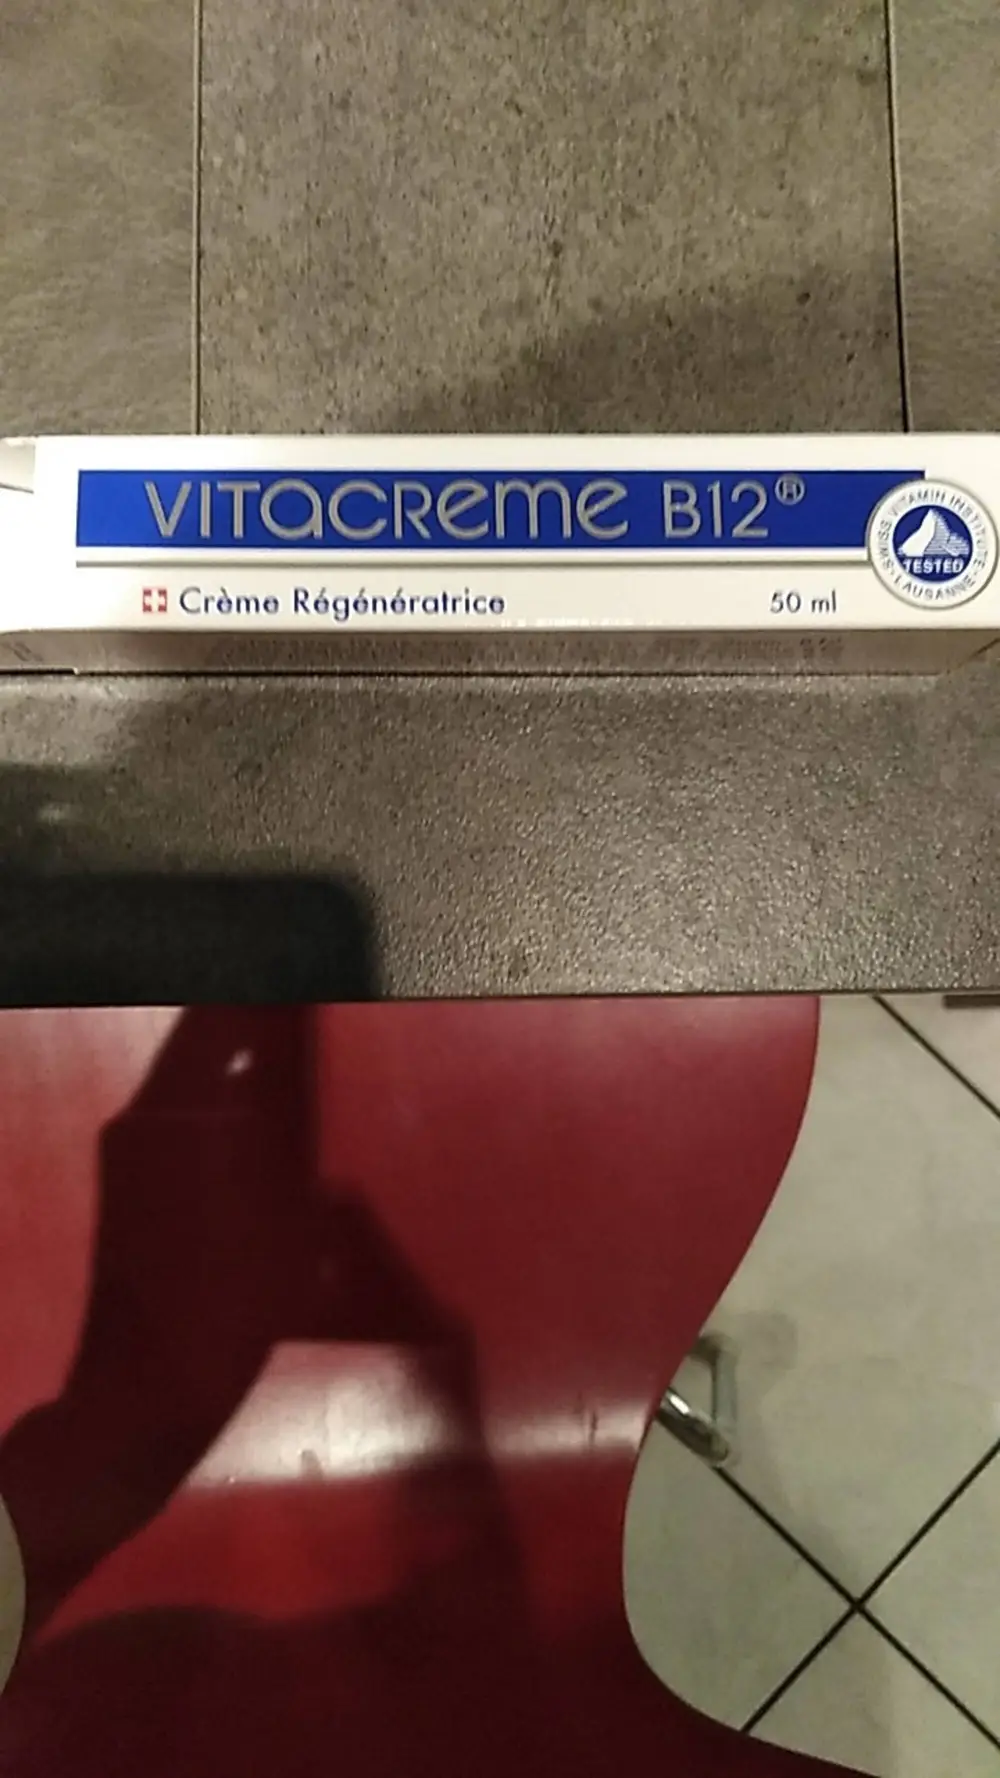 VITACREME B12®
Crème Régénératrice
50 ml
SWISS VITAMIN INSTITUTE
TESTED
LAUSANNE